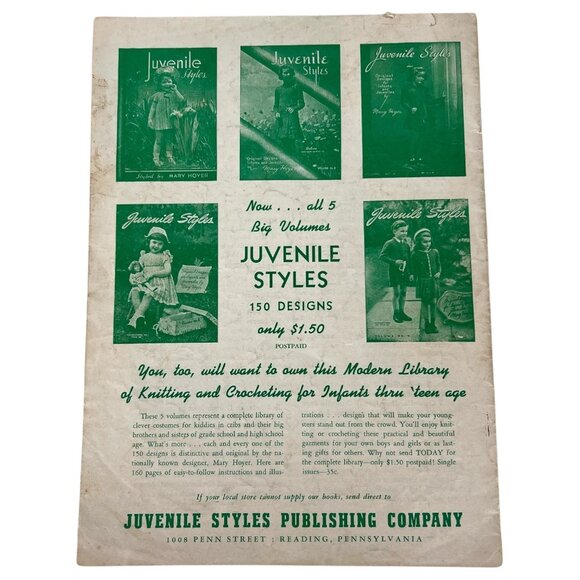 Juvenile
Styles
Styled by MARY HOYER
Juvenile
Styles
Original Designs
Infants and Juveniles
Mary Hoyer
Juvenile Styles
Original
Designs
for
Infants
and
Juveniles
by
Mary Hoyer
Now . . . all 5
Big Volumes
JUVENILE
STYLES
150 DESIGNS
only $1.50
POSTPAID
Juvenile Styles
Juvenile Styles
You, too, will want to own this Modern Library
of Knitting and Crocheting for Infants thru 'teen age
These 5 volumes represent a complete library of
clever costumes for kiddies in cribs and their big
brothers and sisters of grade school and high school
age. What's more . . . each and every one of the
150 designs is distinctive and original by the na-
tionally known designer, Mary Hoyer. Here are
160 pages of easy-to-follow instructions and illus-
trations . . . designs that will make your young-
sters stand out from the crowd. You'll enjoy knit-
ting or crocheting these practical and beautiful
garments for your own boys and girls or as last-
ing gifts for others. Why not send TODAY for
the complete library—only $1.50 postpaid! Single
issues—35c.
If your local store cannot supply our books, send direct to
JUVENILE STYLES PUBLISHING COMPANY
1008 PENN STREET : READING, PENNSYLVANIA